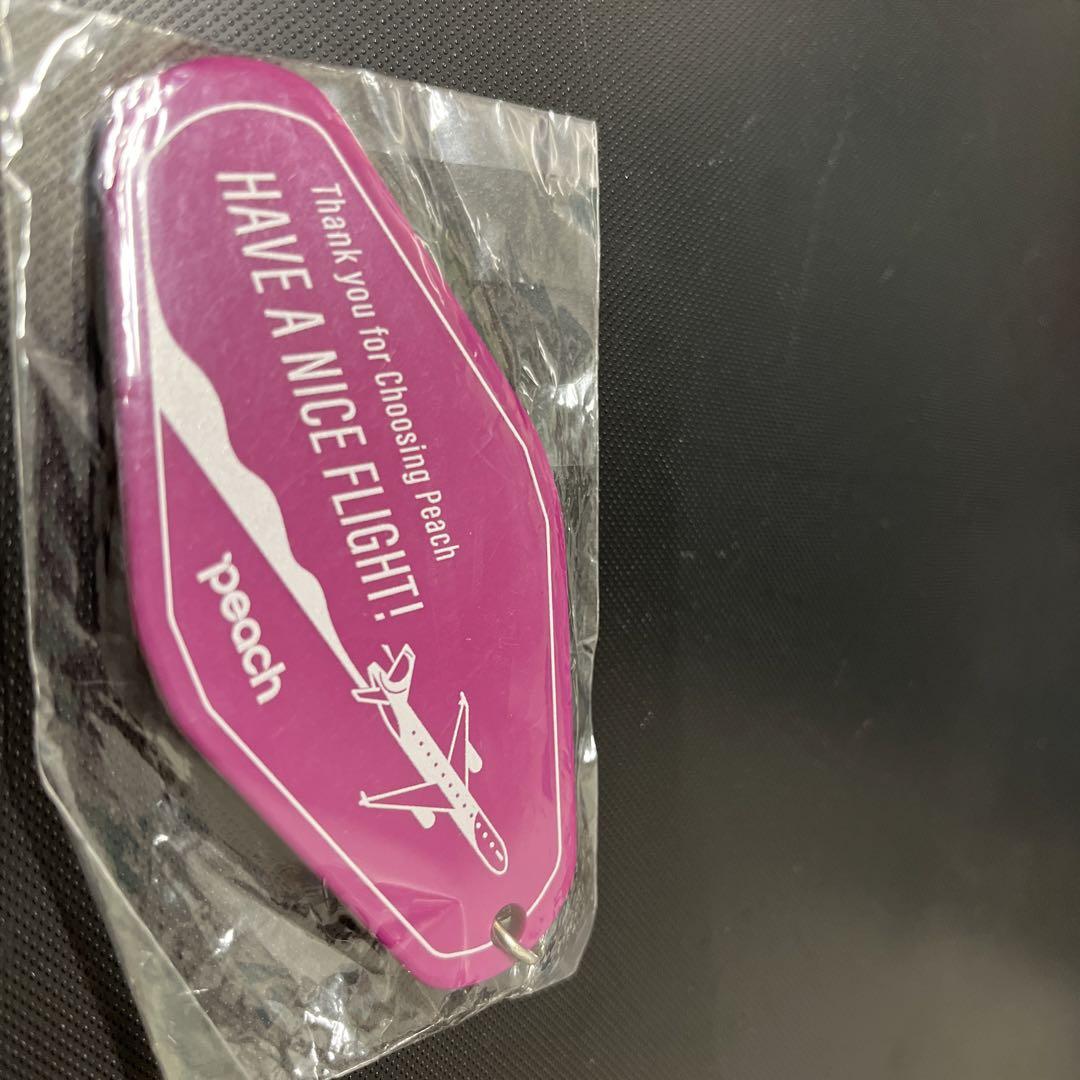 Thank you for Choosing Peach
HAVE A NICE FLIGHT!
peach